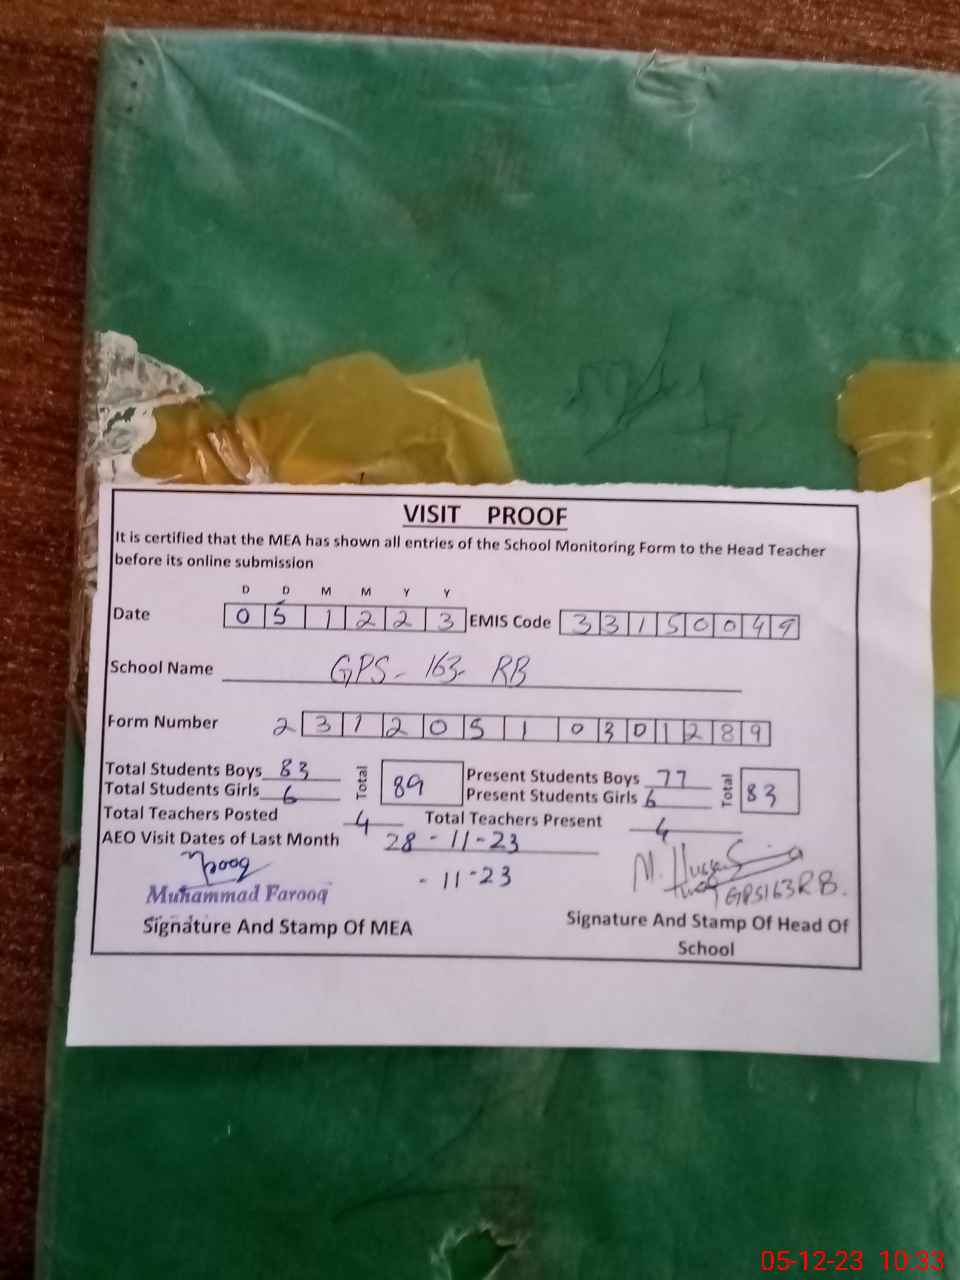 VISIT PROOF
It is certified that the MEA has shown all entries of the School Monitoring Form to the Head Teacher
before its online submission
D D M M Y Y
Date 0 5 1 2 2 3 EMIS Code 3 3 1 5 0 0 4 9
School Name GPS - 163- RB
Form Number 2 3 1 2 0 5 1 0 3 0 1 2 8 9
Total Students Boys 83 Total 89 Present Students Boys 77 Total 83
Total Students Girls 6 Present Students Girls 6
Total Teachers Posted 4 Total Teachers Present 4
AEO Visit Dates of Last Month 28 - 11 - 23
- 11 - 23
Muhammad Farooq
M. Hussain
GPS163RB.
Signature And Stamp Of MEA
Signature And Stamp Of Head Of
School
05-12-23 10:33